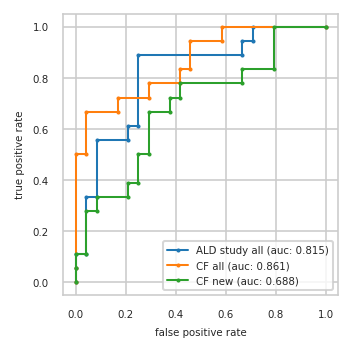 1.0
0.8
0.6
0.4
0.2
0.0
true positive rate
ALD study all (auc: 0.815)
CF all (auc: 0.861)
CF new (auc: 0.688)
0.0 0.2 0.4 0.6 0.8 1.0
false positive rate